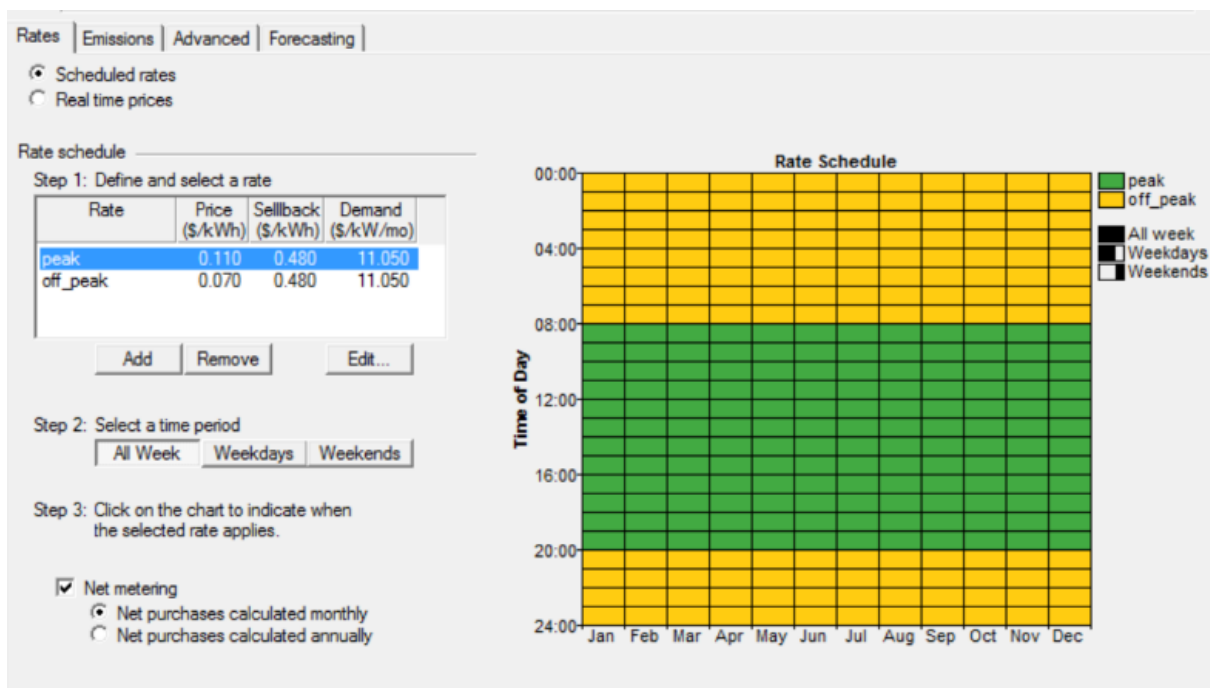 Rates Emissions Advanced Forecasting
Scheduled rates
Real time prices
Rate schedule
Step 1: Define and select a rate
Rate Price Selllback Demand
($/kWh) ($/kWh) ($/kW/mo)
peak 0.110 0.480 11.050
off_peak 0.070 0.480 11.050
Add Remove Edit...
Step 2: Select a time period
All Week Weekdays Weekends
Step 3: Click on the chart to indicate when
the selected rate applies.
Net metering
Net purchases calculated monthly
Net purchases calculated annually
Rate Schedule
Time of Day
00:00
04:00
08:00
12:00
16:00
20:00
24:00
Jan Feb Mar Apr May Jun Jul Aug Sep Oct Nov Dec
peak
off_peak
All week
Weekdays
Weekends